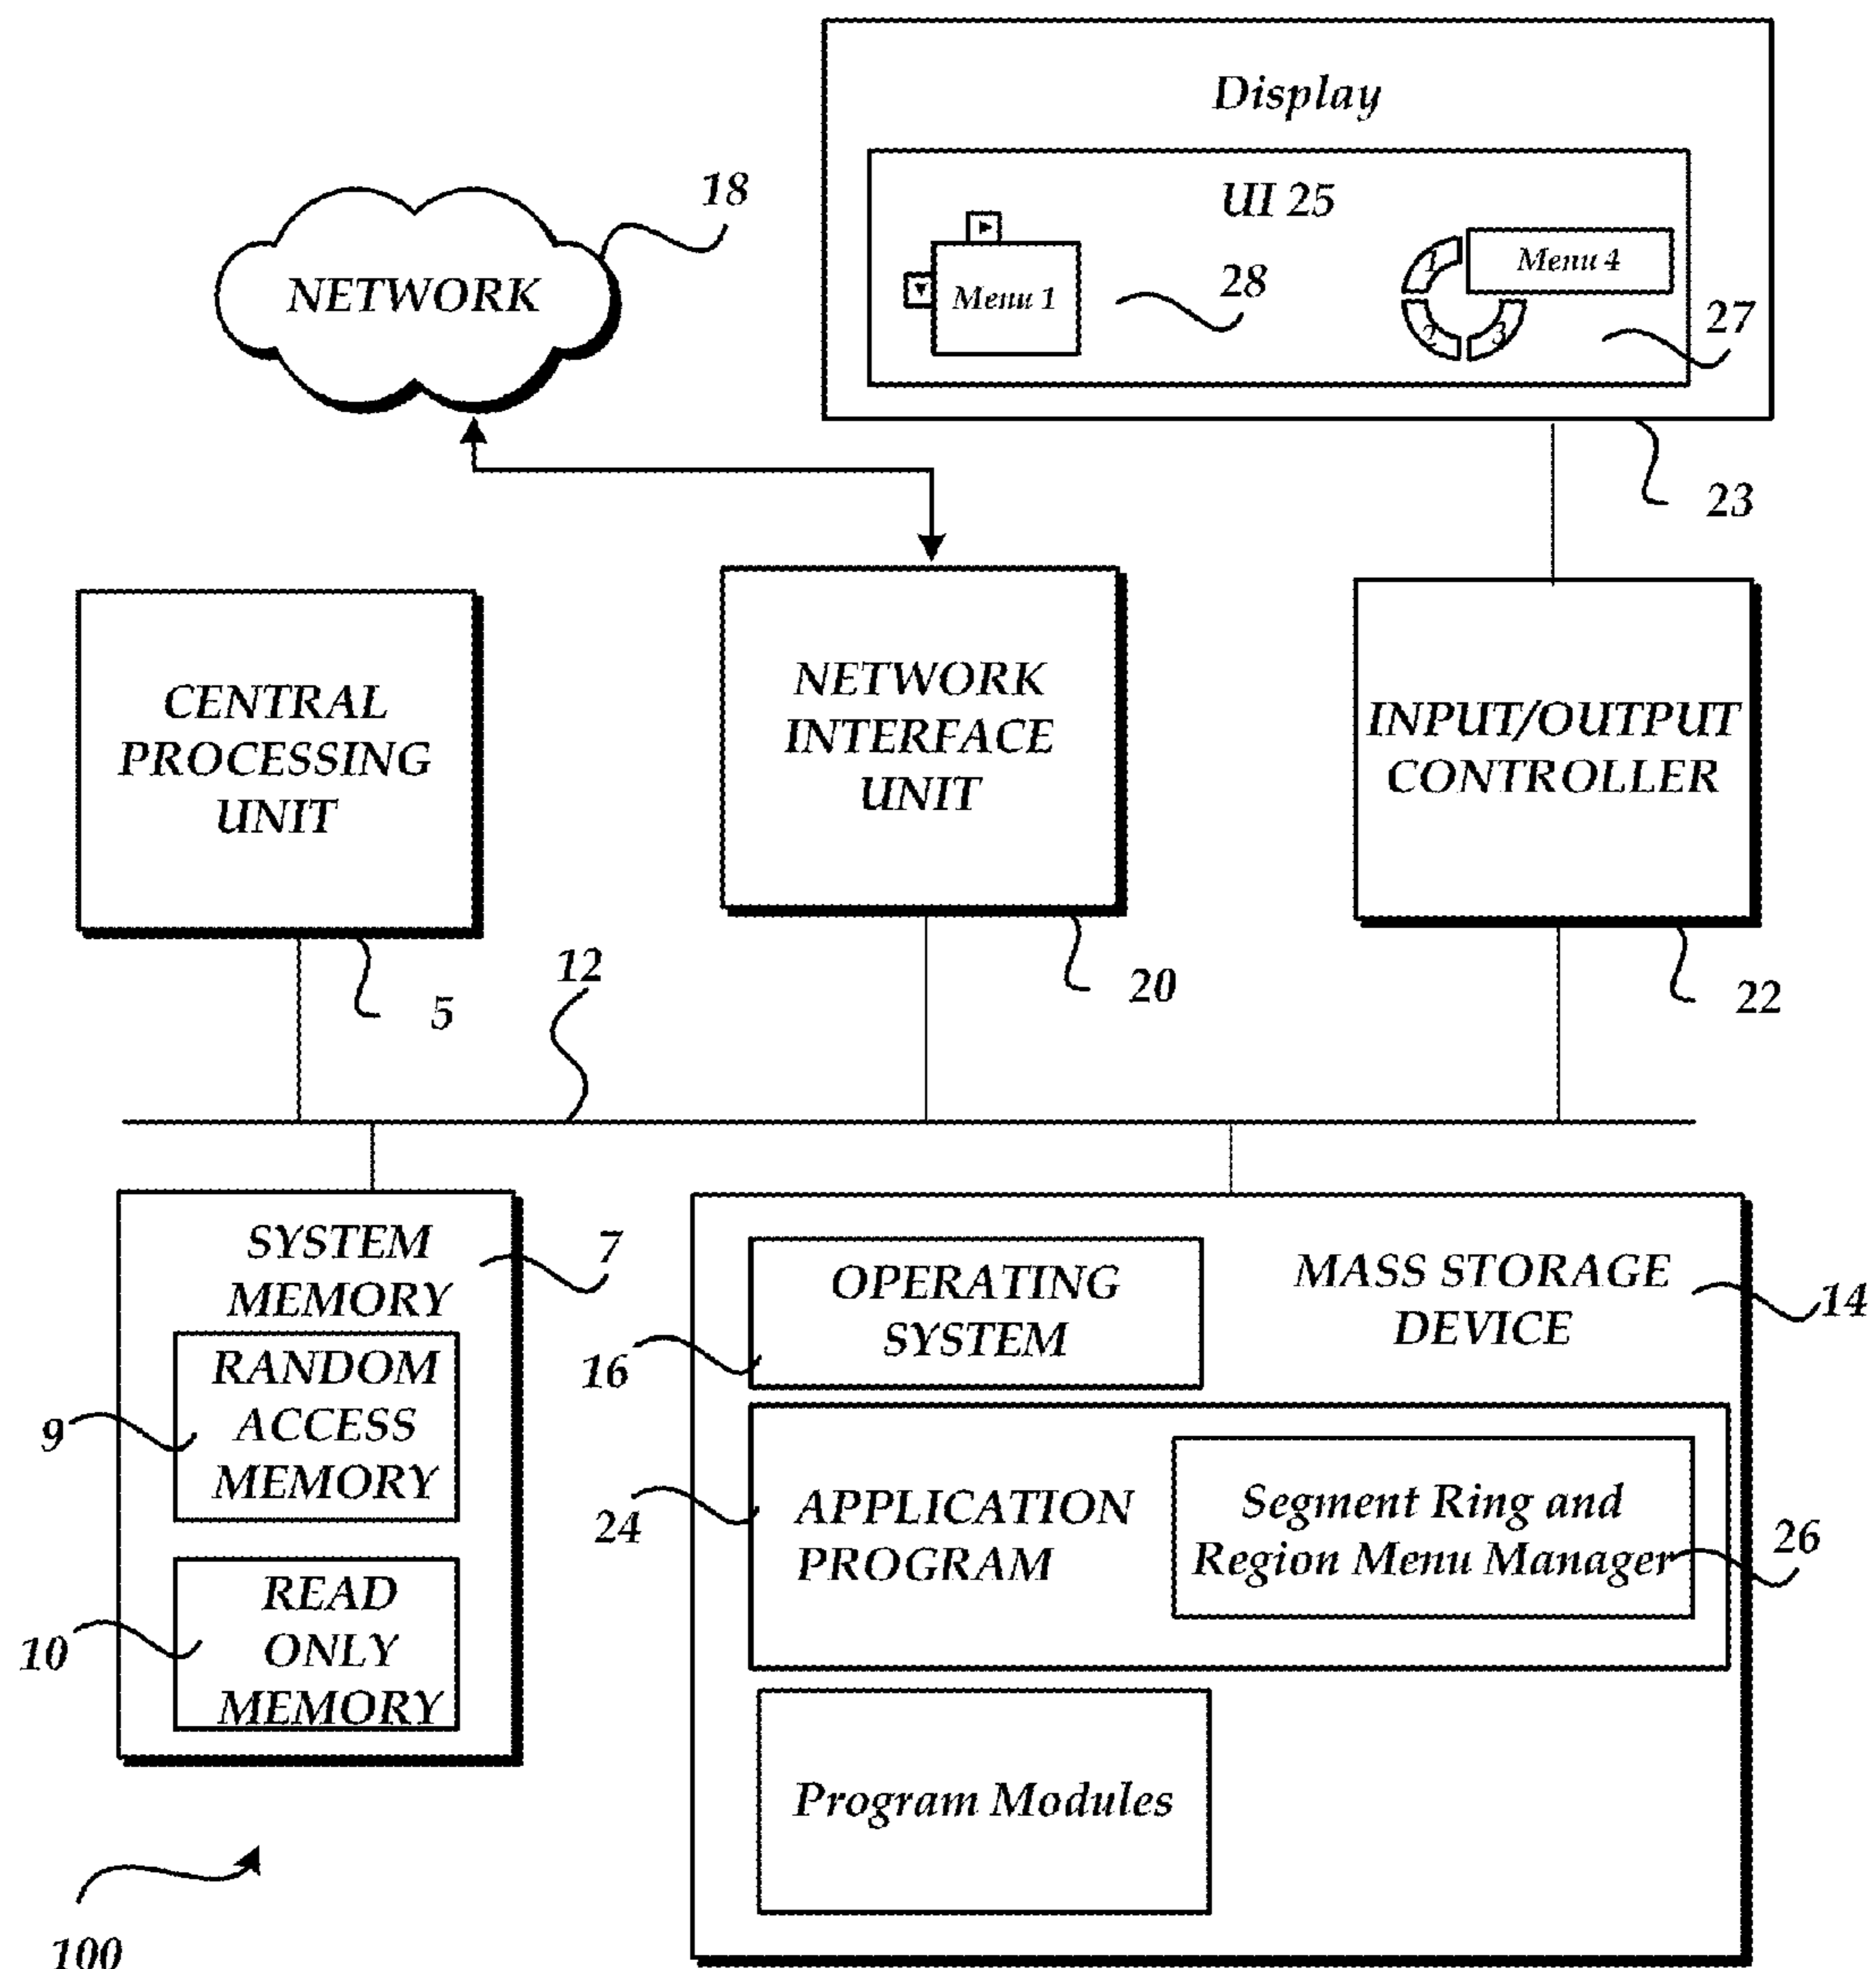 Display
UI 25
Menu 1
28
1
2
3
Menu 4
27
23
NETWORK
18
CENTRAL
PROCESSING
UNIT
5
NETWORK
INTERFACE
UNIT
20
INPUT/OUTPUT
CONTROLLER
22
12
SYSTEM
MEMORY
7
RANDOM
ACCESS
MEMORY
9
READ
ONLY
MEMORY
10
OPERATING
SYSTEM
16
MASS STORAGE
DEVICE
14
APPLICATION
PROGRAM
24
Segment Ring and
Region Menu Manager
26
Program Modules
100